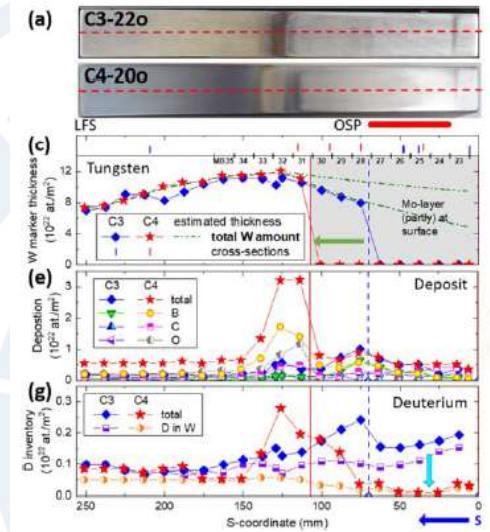 (a)
C3-22o
C4-20o
LFS
OSP
(c)
MB35 34 33 32 31 30 29 28 27 26 25 24 23
Tungsten
Mo-layer
(partly) at
surface
W marker thickness
[10²² at./m²]
12
8
4
0
C3 C4 estimated thickness
total W amount
cross-sections
(e)
Deposit
Deposition
[10²² at./m²]
3
2
1
0
C3 C4
total
B
C
O
(g)
Deuterium
D inventory
[10²² at./m²]
0.3
0.2
0.1
0.0
C3 C4
total
D in W
250 200 150 100 50 0
S-coordinate (mm)
S